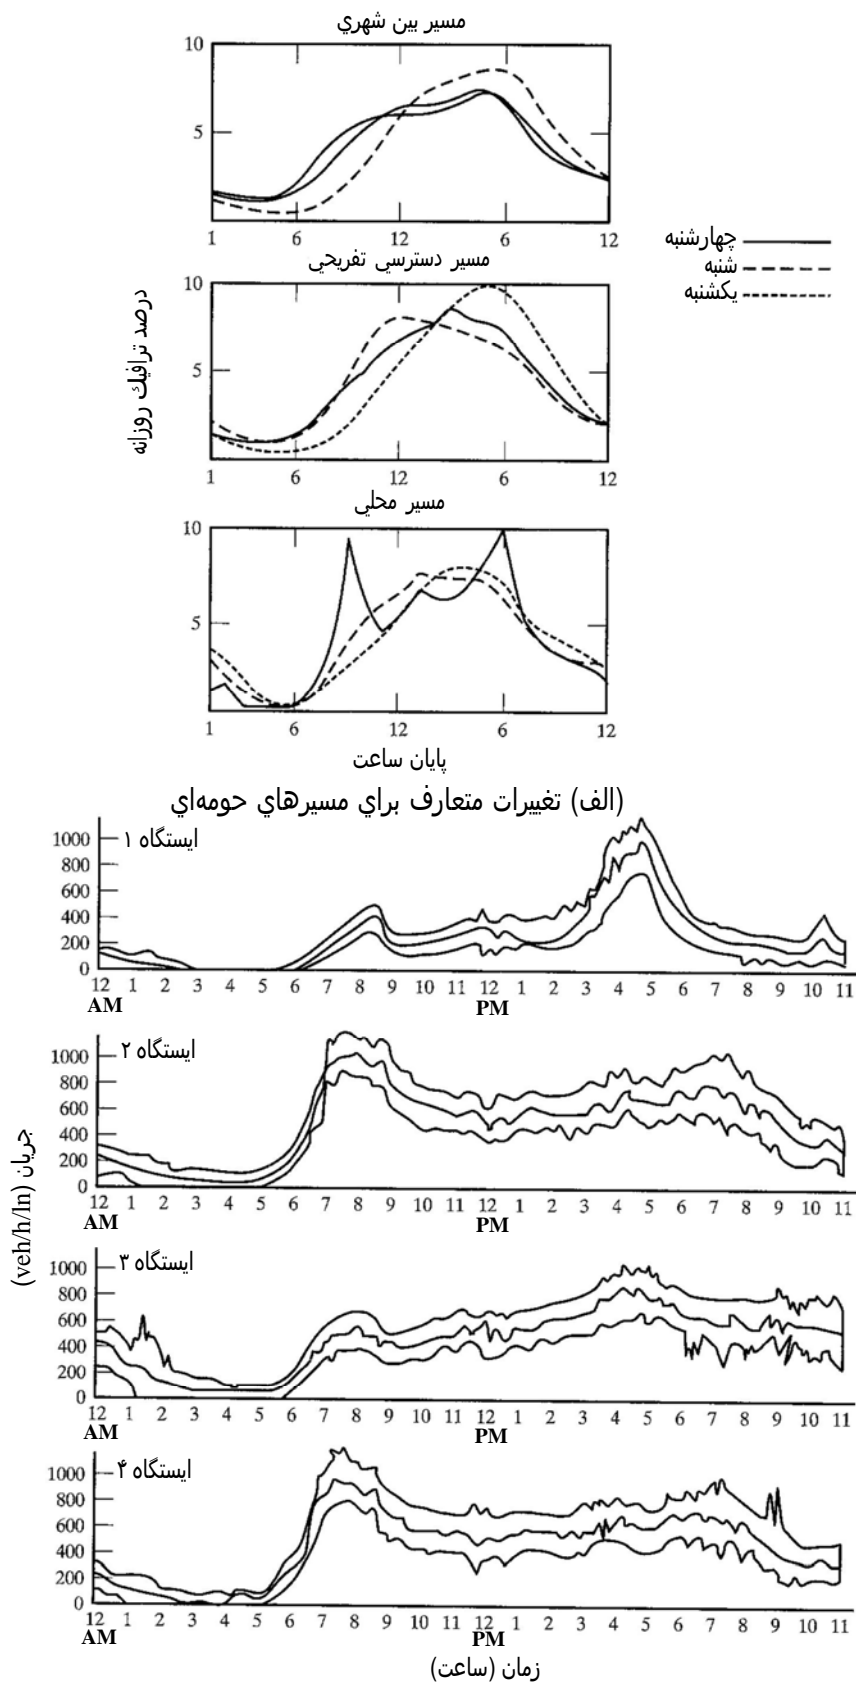 مسير بين شهري
10
5
1 6 12 6 12
چهارشنبه
شنبه
يكشنبه
مسير دسترسي تفريحي
10
5
1 6 12 6 12
درصد ترافيك روزانه
مسير محلي
10
5
1 6 12 6 12
پايان ساعت
(الف) تغييرات متعارف براي مسيرهاي حومه‌اي
ايستگاه ۱
1000
800
600
400
200
0
12 1 2 3 4 5 6 7 8 9 10 11 12 1 2 3 4 5 6 7 8 9 10 11
AM PM
ايستگاه ۲
1000
800
600
400
200
0
12 1 2 3 4 5 6 7 8 9 10 11 12 1 2 3 4 5 6 7 8 9 10 11
AM PM
جريان (veh/h/ln)
ايستگاه ۳
1000
800
600
400
200
0
12 1 2 3 4 5 6 7 8 9 10 11 12 1 2 3 4 5 6 7 8 9 10 11
AM PM
ايستگاه ۴
1000
800
600
400
200
0
12 1 2 3 4 5 6 7 8 9 10 11 12 1 2 3 4 5 6 7 8 9 10 11
AM PM
زمان (ساعت)